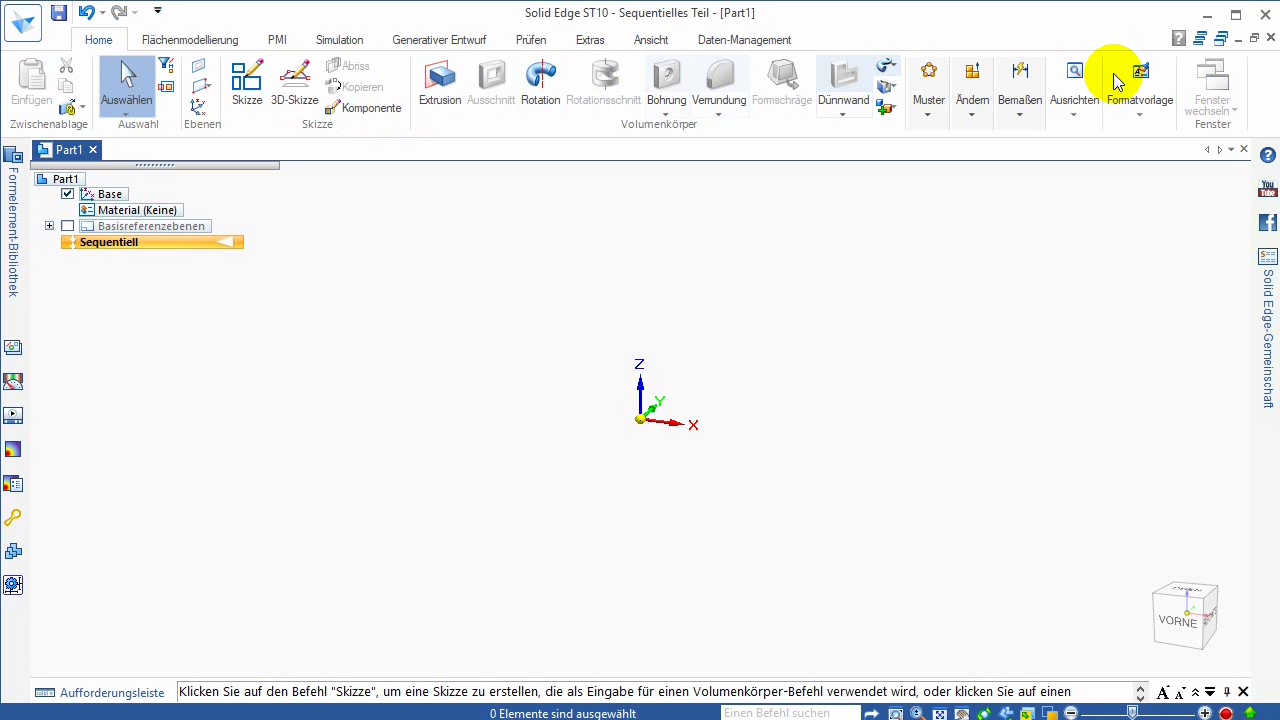 Solid Edge ST10 - Sequentielles Teil - [Part1]
Home Flächenmodellierung PMI Simulation Generativer Entwurf Prüfen Extras Ansicht Daten-Management
Einfügen
Zwischenablage
Auswählen
Auswahl
Ebenen
Skizze
3D-Skizze
Abriss
Kopieren
Komponente
Skizze
Extrusion
Ausschnitt
Rotation
Rotationsschnitt
Bohrung
Verrundung
Formschräge
Dünnwand
Volumenkörper
Muster
Ändern
Bemaßen
Ausrichten
Formatvorlage
Fenster
wechseln
Fenster
Part1
Part1
Base
Material (Keine)
Basisreferenzebenen
Sequentiell
Formelement-Bibliothek
Z
Y
X
VORNE
You
Tube
Solid Edge-Gemeinschaft
Aufforderungsleiste
Klicken Sie auf den Befehl "Skizze", um eine Skizze zu erstellen, die als Eingabe für einen Volumenkörper-Befehl verwendet wird, oder klicken Sie auf einen
0 Elemente sind ausgewählt
Einen Befehl suchen